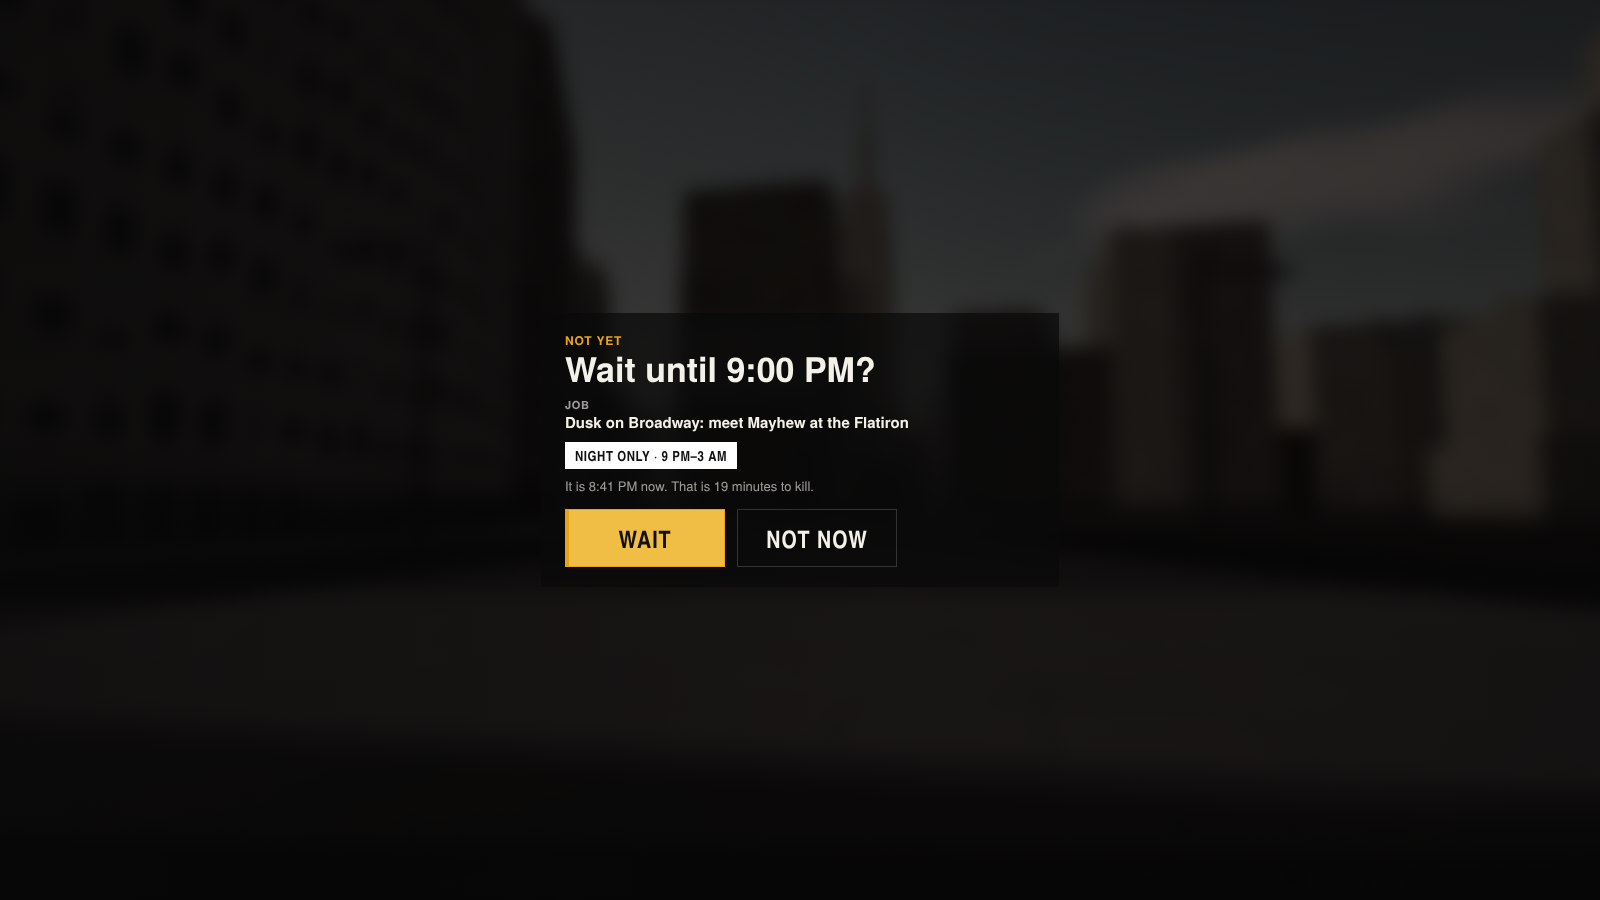 NOT YET
Wait until 9:00 PM?
JOB
Dusk on Broadway: meet Mayhew at the Flatiron
NIGHT ONLY · 9 PM–3 AM
It is 8:41 PM now. That is 19 minutes to kill.
WAIT
NOT NOW